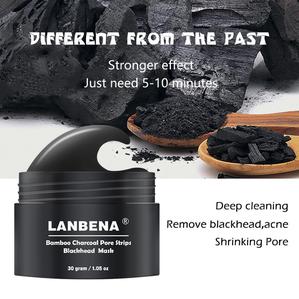 DIFFERENT FROM THE PAST
Stronger effect
Just need 5-10 minutes
Deep cleaning
Remove blackhead,acne
Shrinking Pore
LANBENA ®
Bamboo Charcoal Pore Strips
Blackhead Mask
30 gram / 1.05 oz